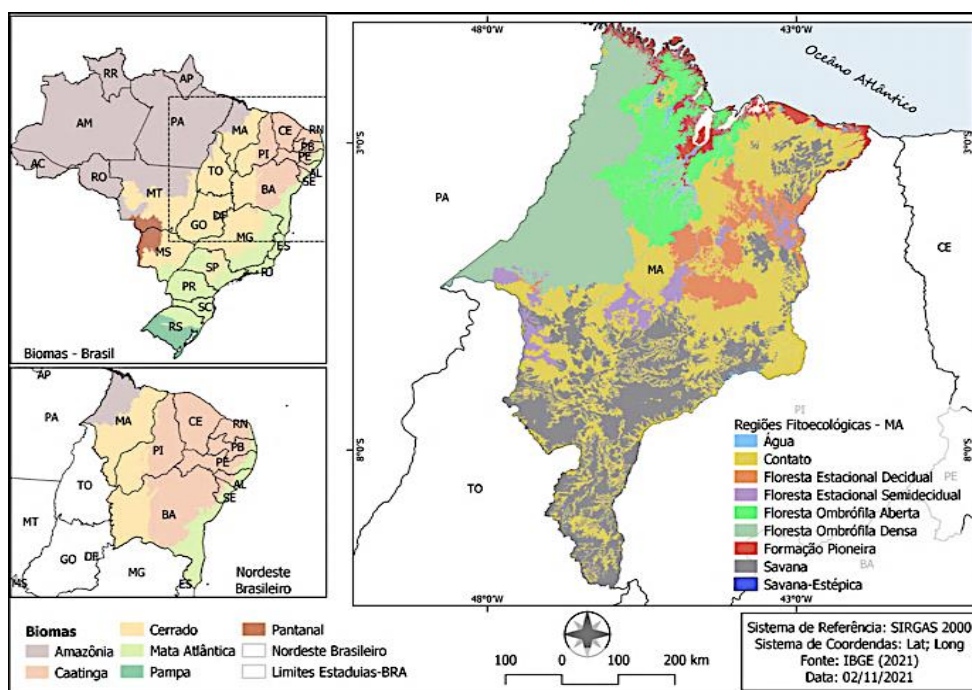 RR
AP
AM
PA
MA
CE
RN
PB
PE
AL
SE
PI
AC
RO
TO
BA
MT
GO
DF
MG
ES
MS
SP
RJ
PR
SC
RS
Biomas - Brasil
AP
PA
MA
CE
RN
PB
PI
PE
AL
SE
TO
BA
MT
GO
DF
MG
MS
ES
Nordeste
Brasileiro
Biomas
Amazônia
Caatinga
Cerrado
Mata Atlântica
Pampa
Pantanal
Nordeste Brasileiro
Limites Estaduias-BRA
48°0'O
43°0'O
Oceâno Atlântico
3°0'S
3°0'S
PA
CE
MA
TO
PI
PE
BA
8°0'S
8°0'S
Regiões Fitoecológicas - MA
Água
Contato
Floresta Estacional Decidual
Floresta Estacional Semidecidual
Floresta Ombrófila Aberta
Floresta Ombrófila Densa
Formação Pioneira
Savana
Savana-Estépica
48°0'O
43°0'O
100 0 100 200 km
Sistema de Referência: SIRGAS 2000
Sistema de Coordendas: Lat; Long
Fonte: IBGE (2021)
Data: 02/11/2021